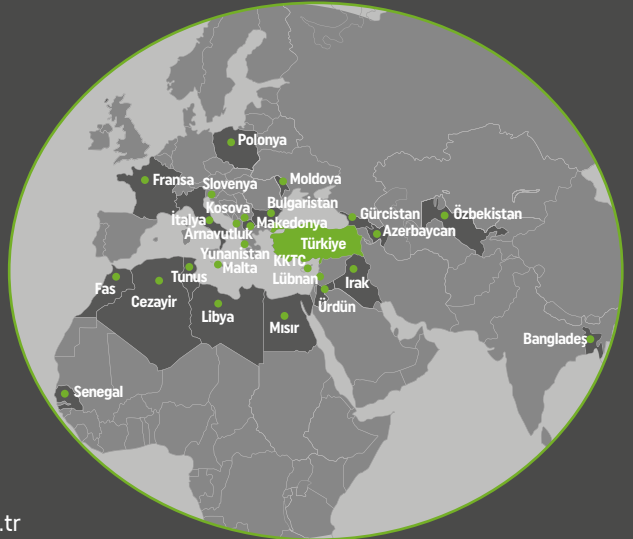 Polonya
Fransa
Slovenya
Moldova
Kosova
Bulgaristan
İtalya
Makedonya
Gürcistan
Özbekistan
Arnavutluk
Azerbaycan
Türkiye
Yunanistan
KKTC
Malta
Tunus
Lübnan
Irak
Fas
Cezayir
Libya
Ürdün
Mısır
Bangladeş
Senegal
.tr